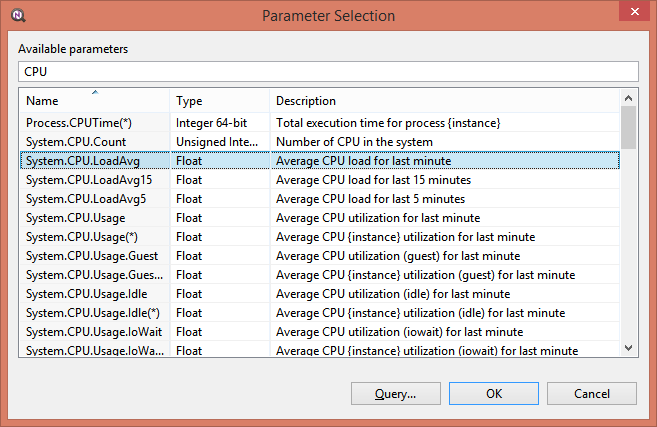 Parameter Selection
Available parameters
CPU
Name Type Description
Process.CPUTime(*) Integer 64-bit Total execution time for process {instance}
System.CPU.Count Unsigned Inte... Number of CPU in the system
System.CPU.LoadAvg Float Average CPU load for last minute
System.CPU.LoadAvg15 Float Average CPU load for last 15 minutes
System.CPU.LoadAvg5 Float Average CPU load for last 5 minutes
System.CPU.Usage Float Average CPU utilization for last minute
System.CPU.Usage(*) Float Average CPU {instance} utilization for last minute
System.CPU.Usage.Guest Float Average CPU utilization (guest) for last minute
System.CPU.Usage.Gues... Float Average CPU {instance} utilization (guest) for last minute
System.CPU.Usage.Idle Float Average CPU utilization (idle) for last minute
System.CPU.Usage.Idle(*) Float Average CPU {instance} utilization (idle) for last minute
System.CPU.Usage.IoWait Float Average CPU utilization (iowait) for last minute
System.CPU.Usage.IoWa... Float Average CPU {instance} utilization (iowait) for last minute
Query... OK Cancel